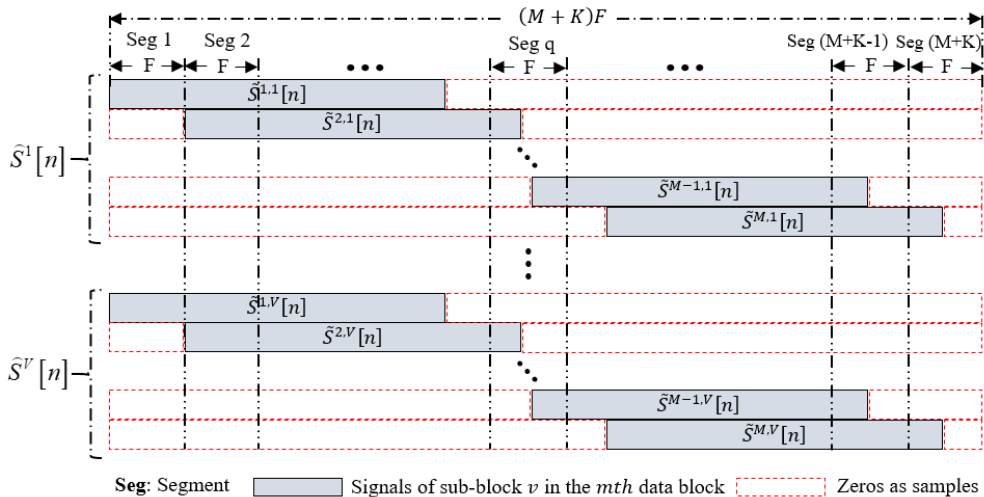 (M + K)F
Seg 1 Seg 2 Seg q Seg (M+K-1) Seg (M+K)
F F ••• F ••• F F
S̃^{1,1}[n]
S̃^{2,1}[n]
Ŝ^1[n]
S̃^{M−1,1}[n]
S̃^{M,1}[n]
S̃^{1,V}[n]
S̃^{2,V}[n]
Ŝ^V[n]
S̃^{M−1,V}[n]
S̃^{M,V}[n]
Seg: Segment Signals of sub-block v in the mth data block Zeros as samples